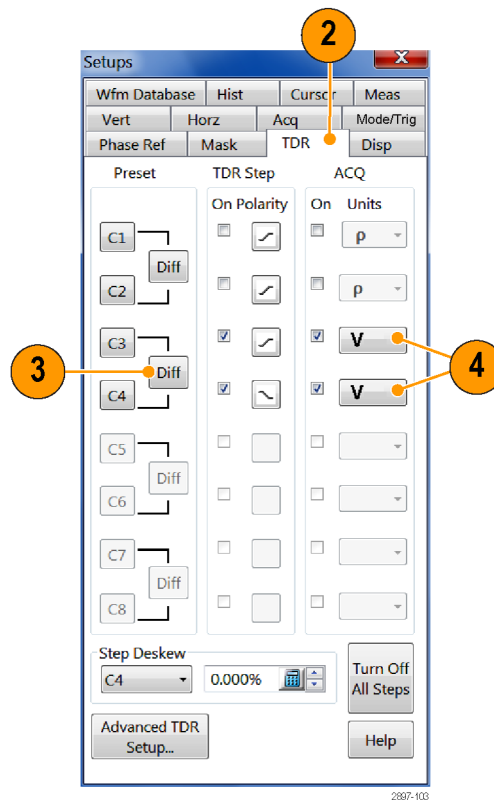 2
Setups
X
Wfm Database Hist Cursor Meas
Vert Horz Acq Mode/Trig
Phase Ref Mask TDR Disp
Preset TDR Step ACQ
On Polarity On Units
C1 ρ
Diff
C2 ρ
C3 V
3 Diff 4
C4 V
C5
Diff
C6
C7
Diff
C8
Step Deskew
C4 0.000% Turn Off
All Steps
Advanced TDR
Setup... Help
2897-103